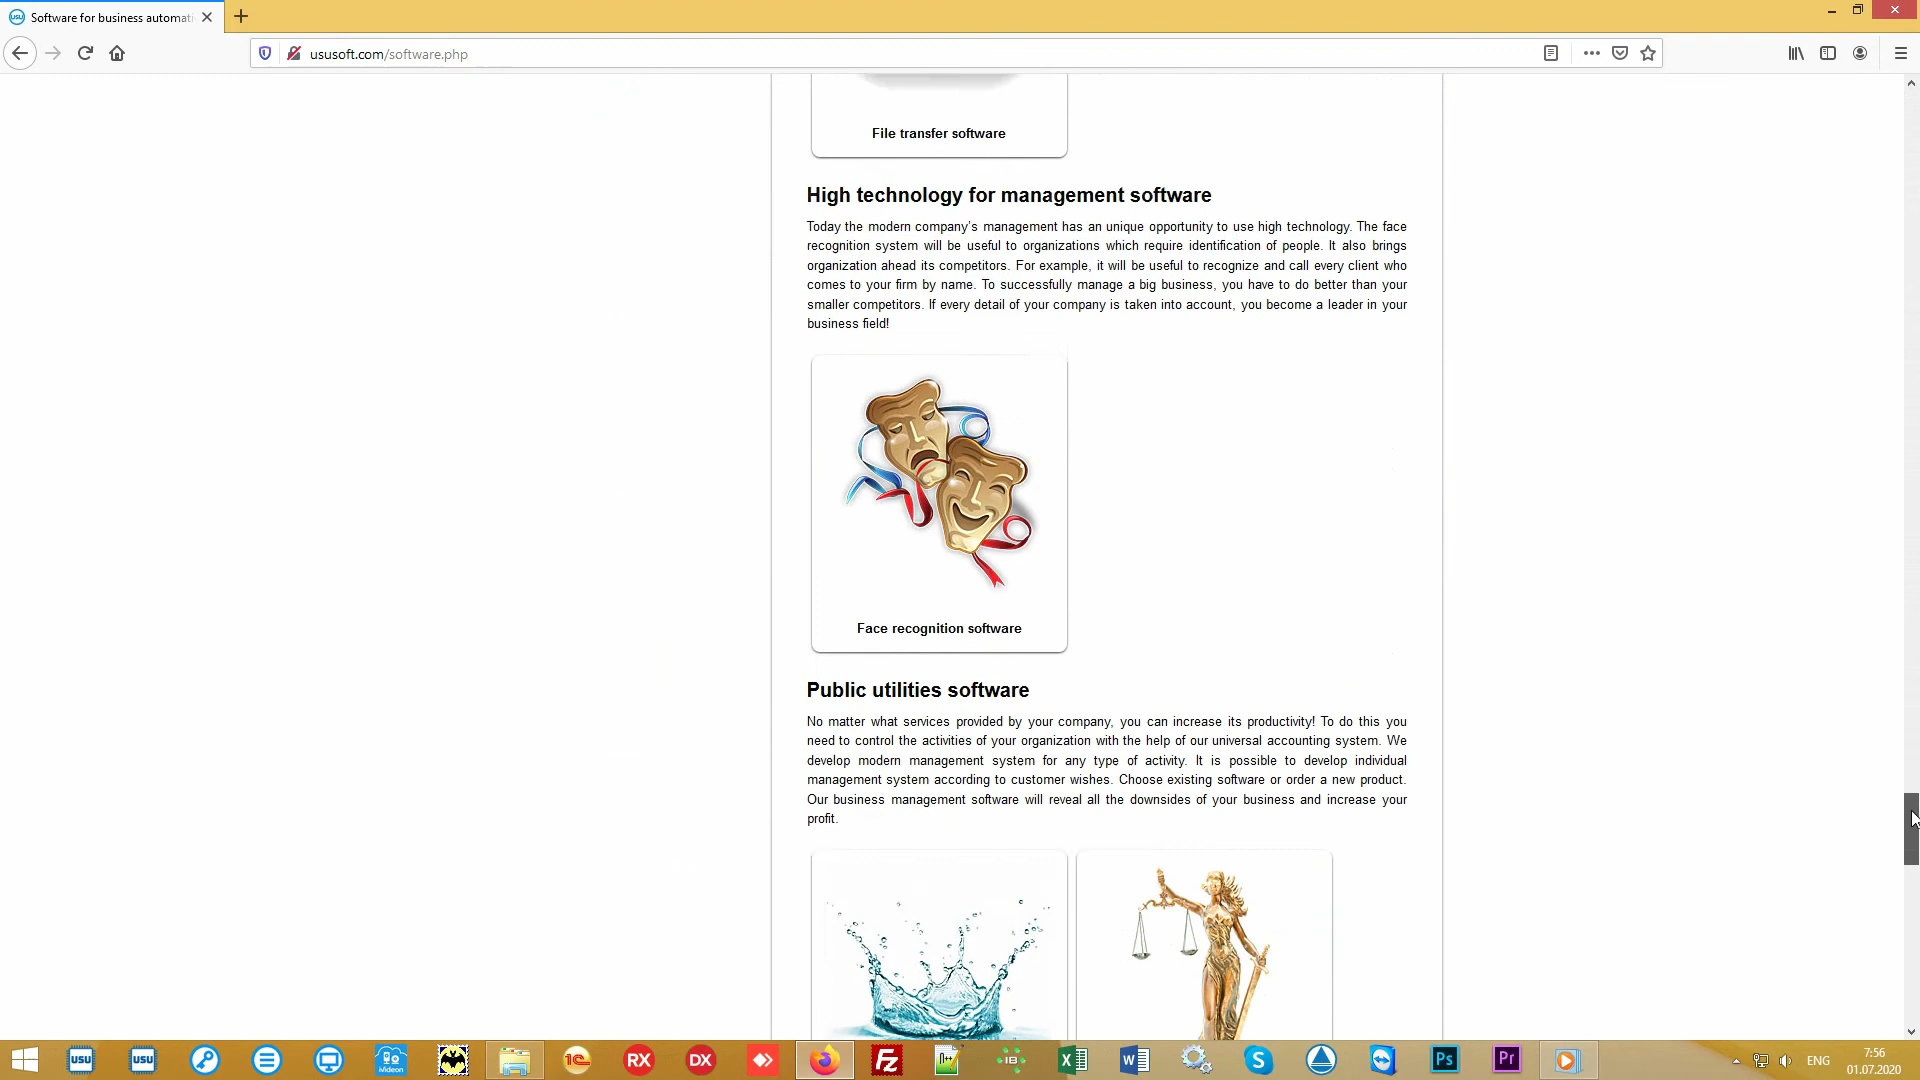 USU
Software for business automati
ususoft.com/software.php
File transfer software
High technology for management software
Today the modern company's management has an unique opportunity to use high technology. The face
recognition system will be useful to organizations which require identification of people. It also brings
organization ahead its competitors. For example, it will be useful to recognize and call every client who
comes to your firm by name. To successfully manage a big business, you have to do better than your
smaller competitors. If every detail of your company is taken into account, you become a leader in your
business field!
Face recognition software
Public utilities software
No matter what services provided by your company, you can increase its productivity! To do this you
need to control the activities of your organization with the help of our universal accounting system. We
develop modern management system for any type of activity. It is possible to develop individual
management system according to customer wishes. Choose existing software or order a new product.
Our business management software will reveal all the downsides of your business and increase your
profit.
USU
USU
ivideon
1C
RX
DX
FZ
IB
X
W
S
Ps
Pr
ENG
7:56
01.07.2020